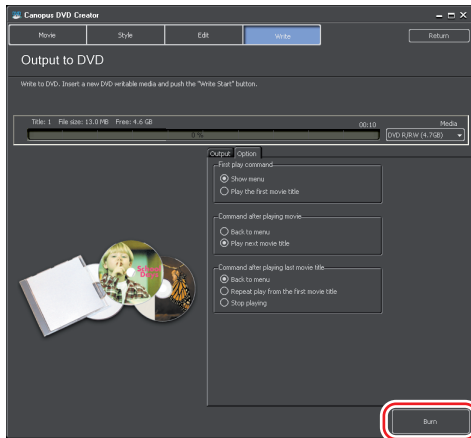 Canopus DVD Creator
Movie Style Edit Write Return
Output to DVD
Write to DVD. Insert a new DVD writable media and push the "Write Start" button.
Title: 1 File size: 13.0 MB Free: 4.6 GB 00:10 Media
0 % DVD R/RW (4.7GB)
Output Option
First play command
Show menu
Play the first movie title
Command after playing movie
Back to menu
Play next movie title
Command after playing last movie title
Back to menu
Repeat play from the first movie title
Stop playing
Burn